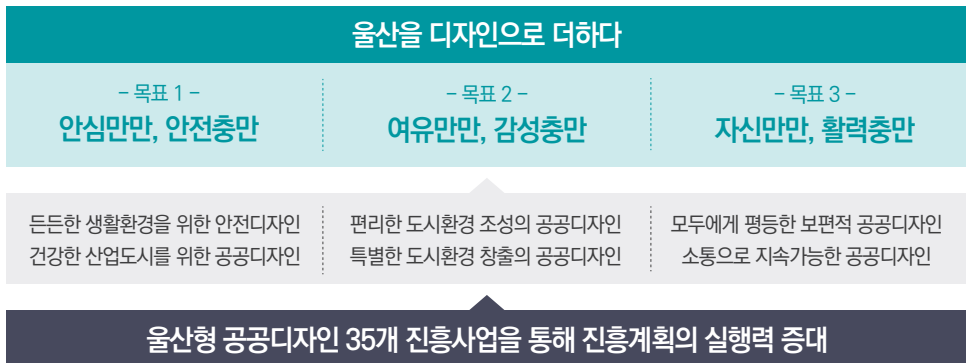 울산을 디자인으로 더하다
– 목표 1 –
안심만만, 안전충만
– 목표 2 –
여유만만, 감성충만
– 목표 3 –
자신만만, 활력충만
든든한 생활환경을 위한 안전디자인
건강한 산업도시를 위한 공공디자인
편리한 도시환경 조성의 공공디자인
특별한 도시환경 창출의 공공디자인
모두에게 평등한 보편적 공공디자인
소통으로 지속가능한 공공디자인
울산형 공공디자인 35개 진흥사업을 통해 진흥계획의 실행력 증대